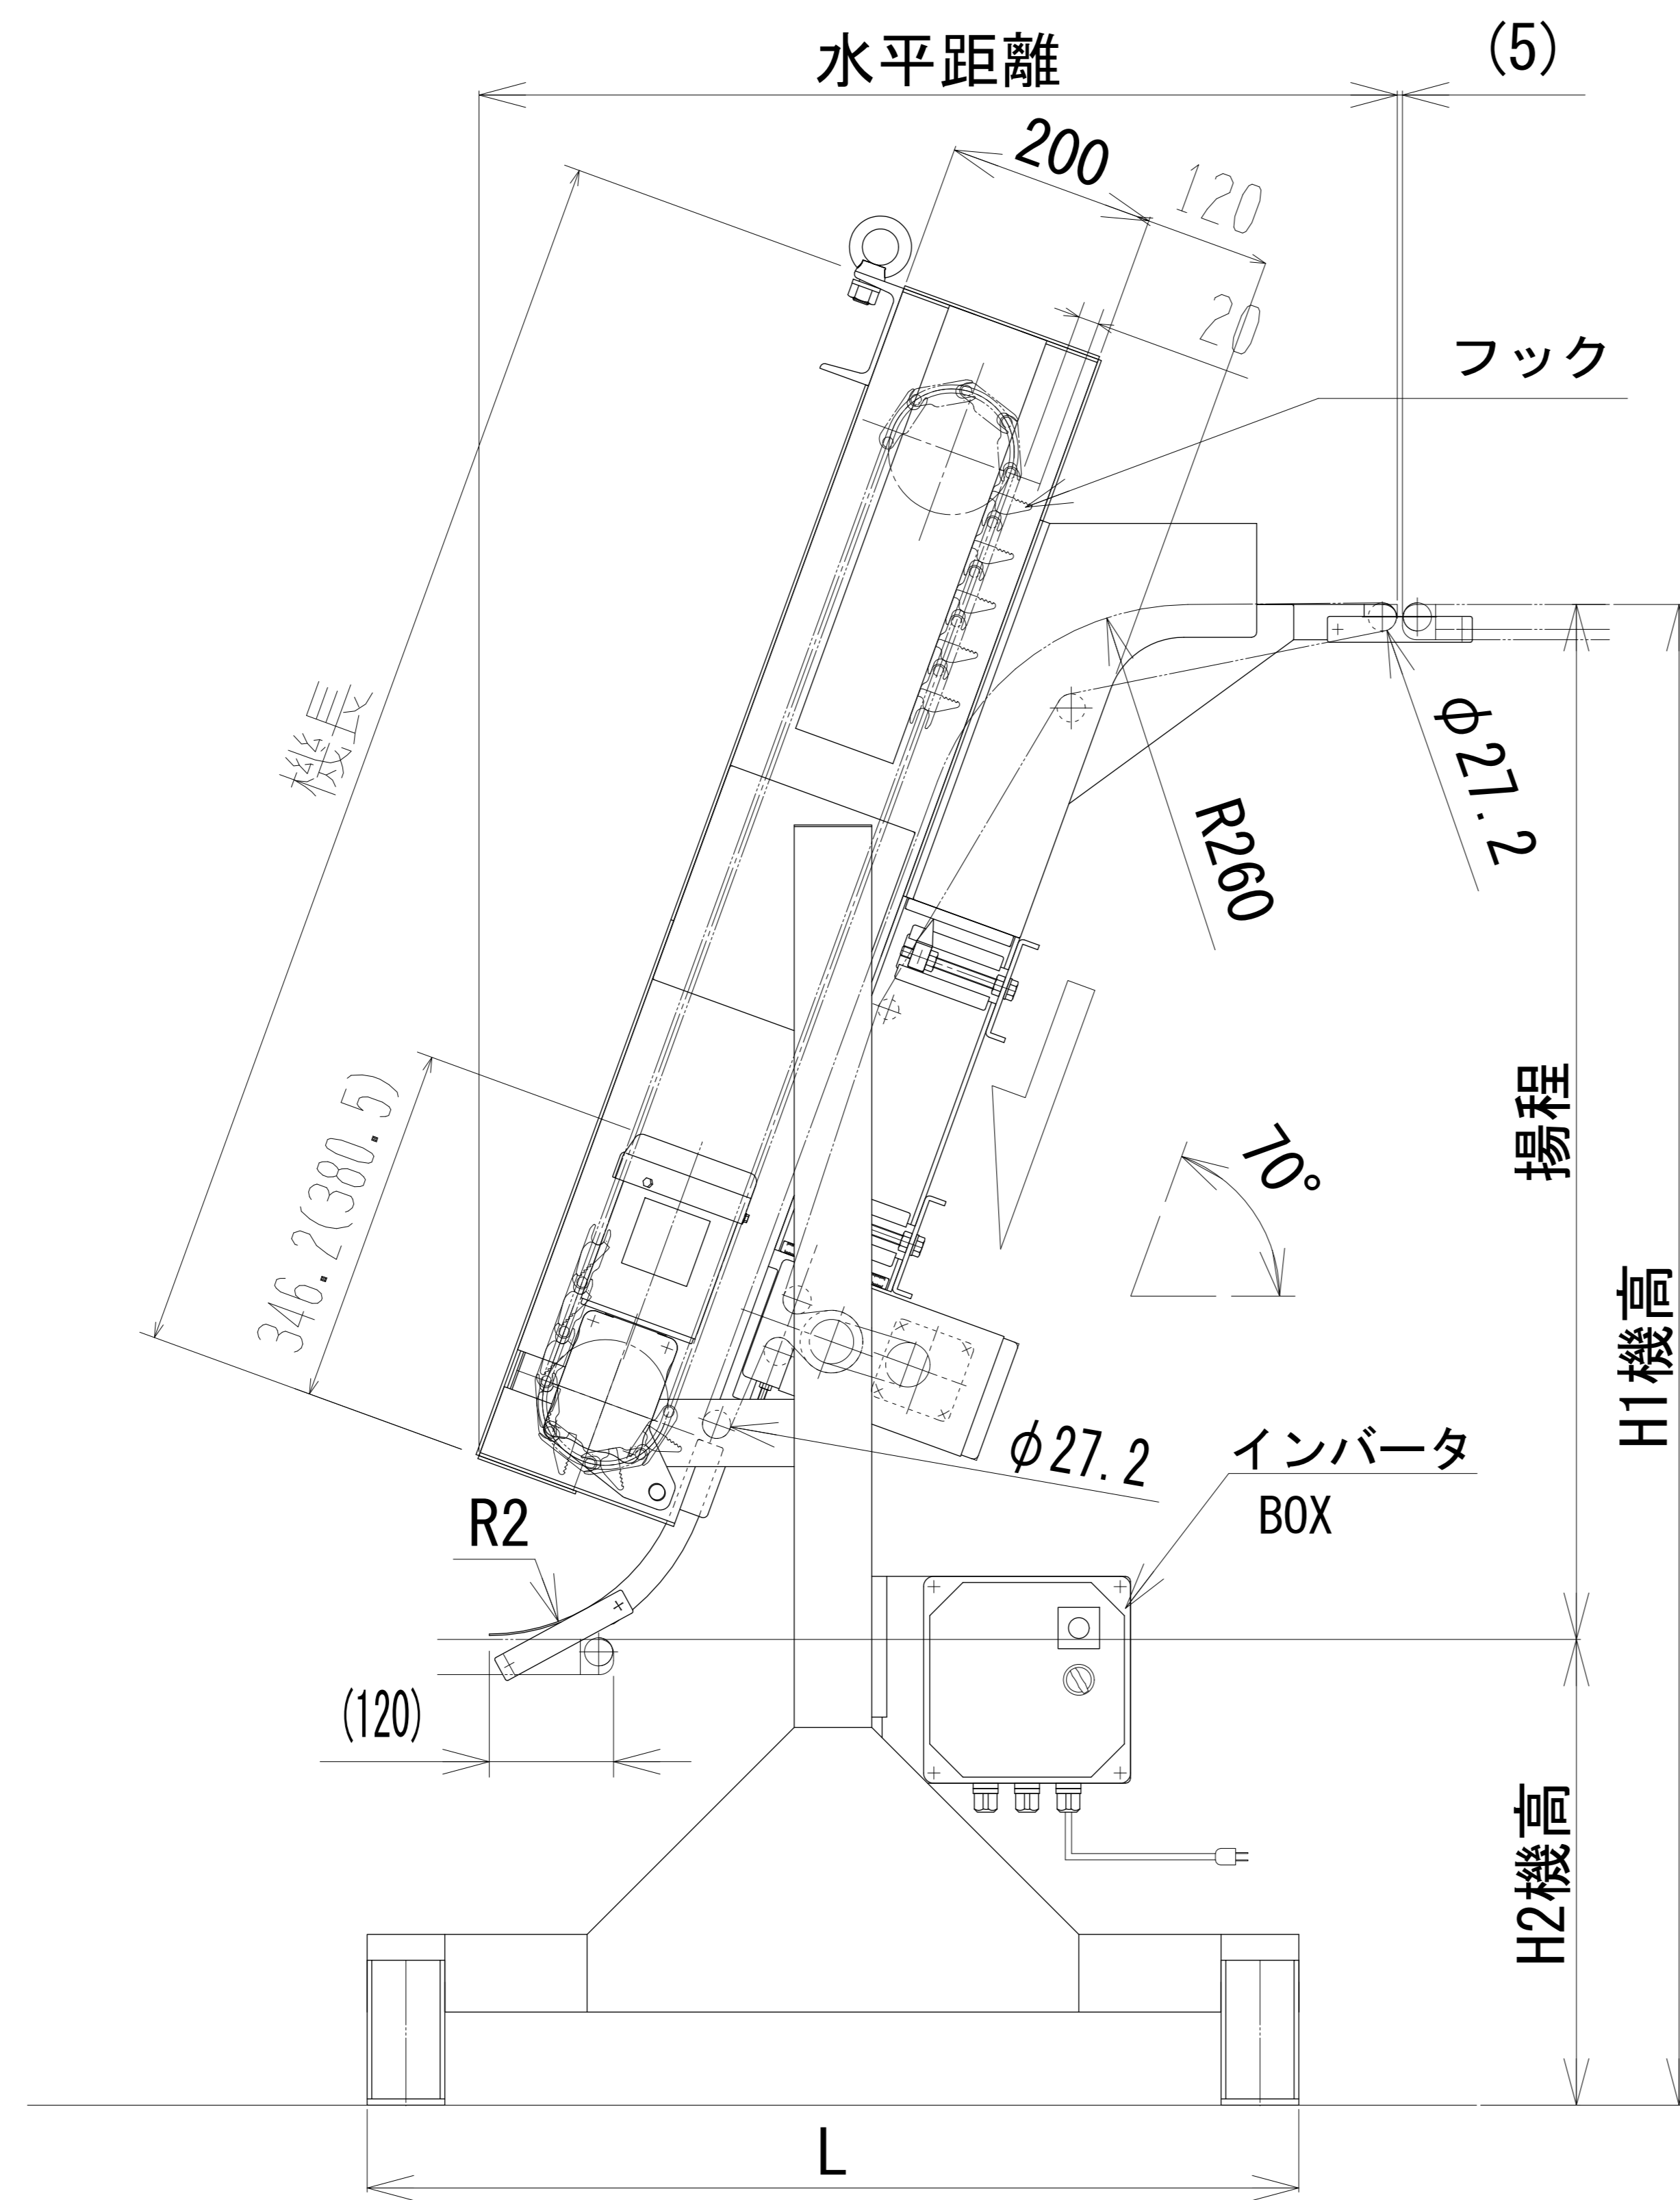 水平距離
(5)
200
120
20
フック
機長
φ27.2
R260
揚程
346.2(380.5)
70°
H1機高
φ27.2
インバータ
BOX
R2
(120)
H2機高
L